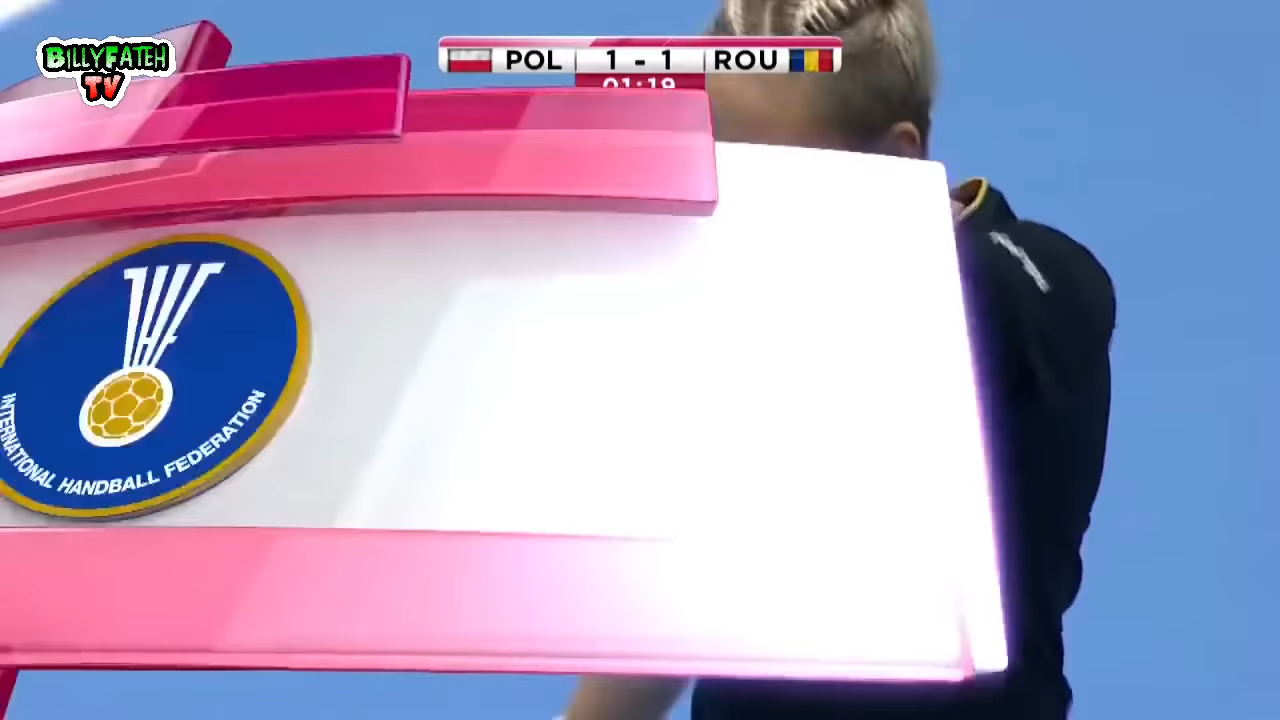 BILLYFATEH
TV
POL 1 - 1 ROU
01:19
IHF
INTERNATIONAL HANDBALL FEDERATION